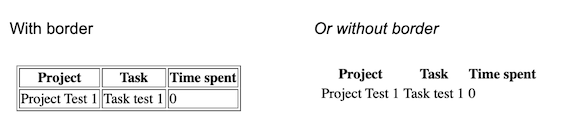 With border
Project Task Time spent
Project Test 1 Task test 1 0
Or without border
Project Task Time spent
Project Test 1 Task test 1 0